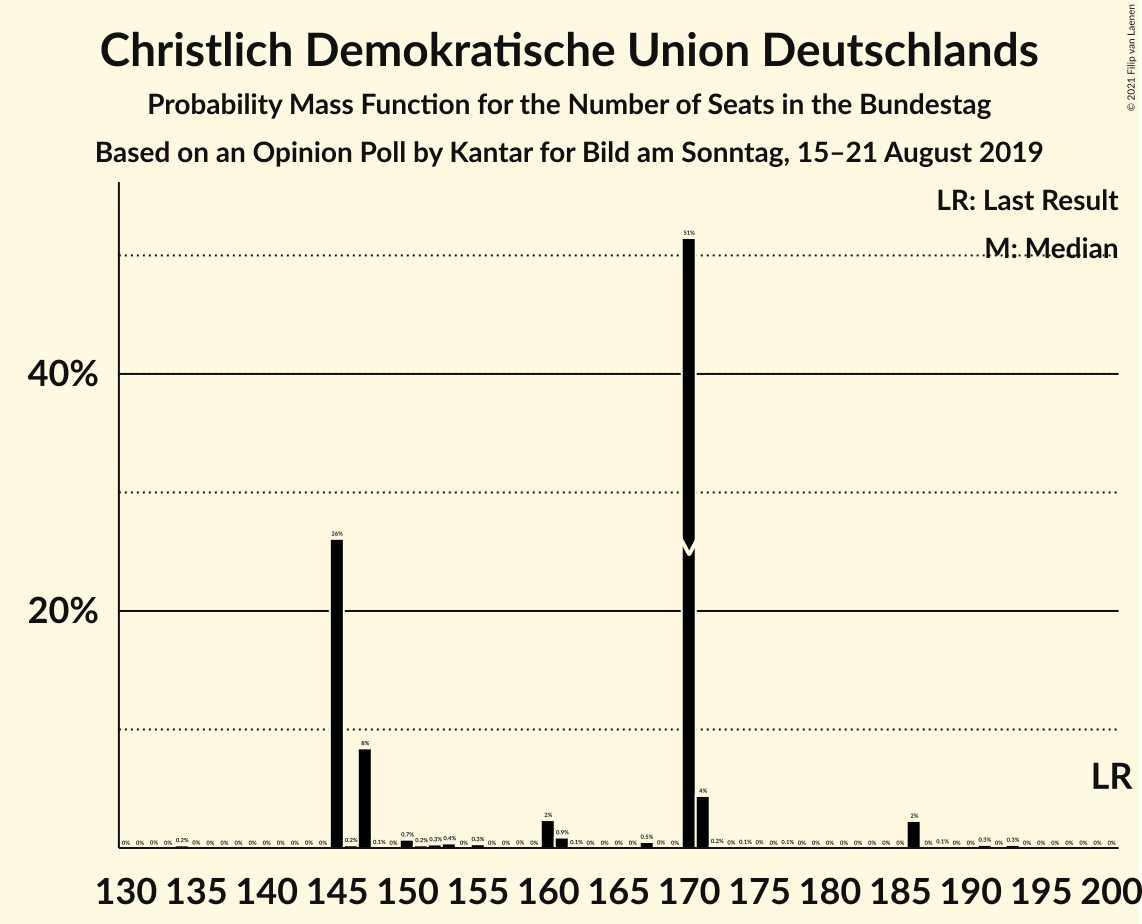 Christlich Demokratische Union Deutschlands
Probability Mass Function for the Number of Seats in the Bundestag
Based on an Opinion Poll by Kantar for Bild am Sonntag, 15–21 August 2019
© 2021 Filip van Laenen
LR: Last Result
M: Median
40%
20%
51%
26%
8%
4%
2%
2%
0.2% 0.2% 0.1% 0.7% 0.2% 0.3% 0.4% 0.3% 0.9% 0.1% 0.5% 0.2% 0.1% 0.1% 0.1% 0.3% 0.3%
M
LR
130 135 140 145 150 155 160 165 170 175 180 185 190 195 200